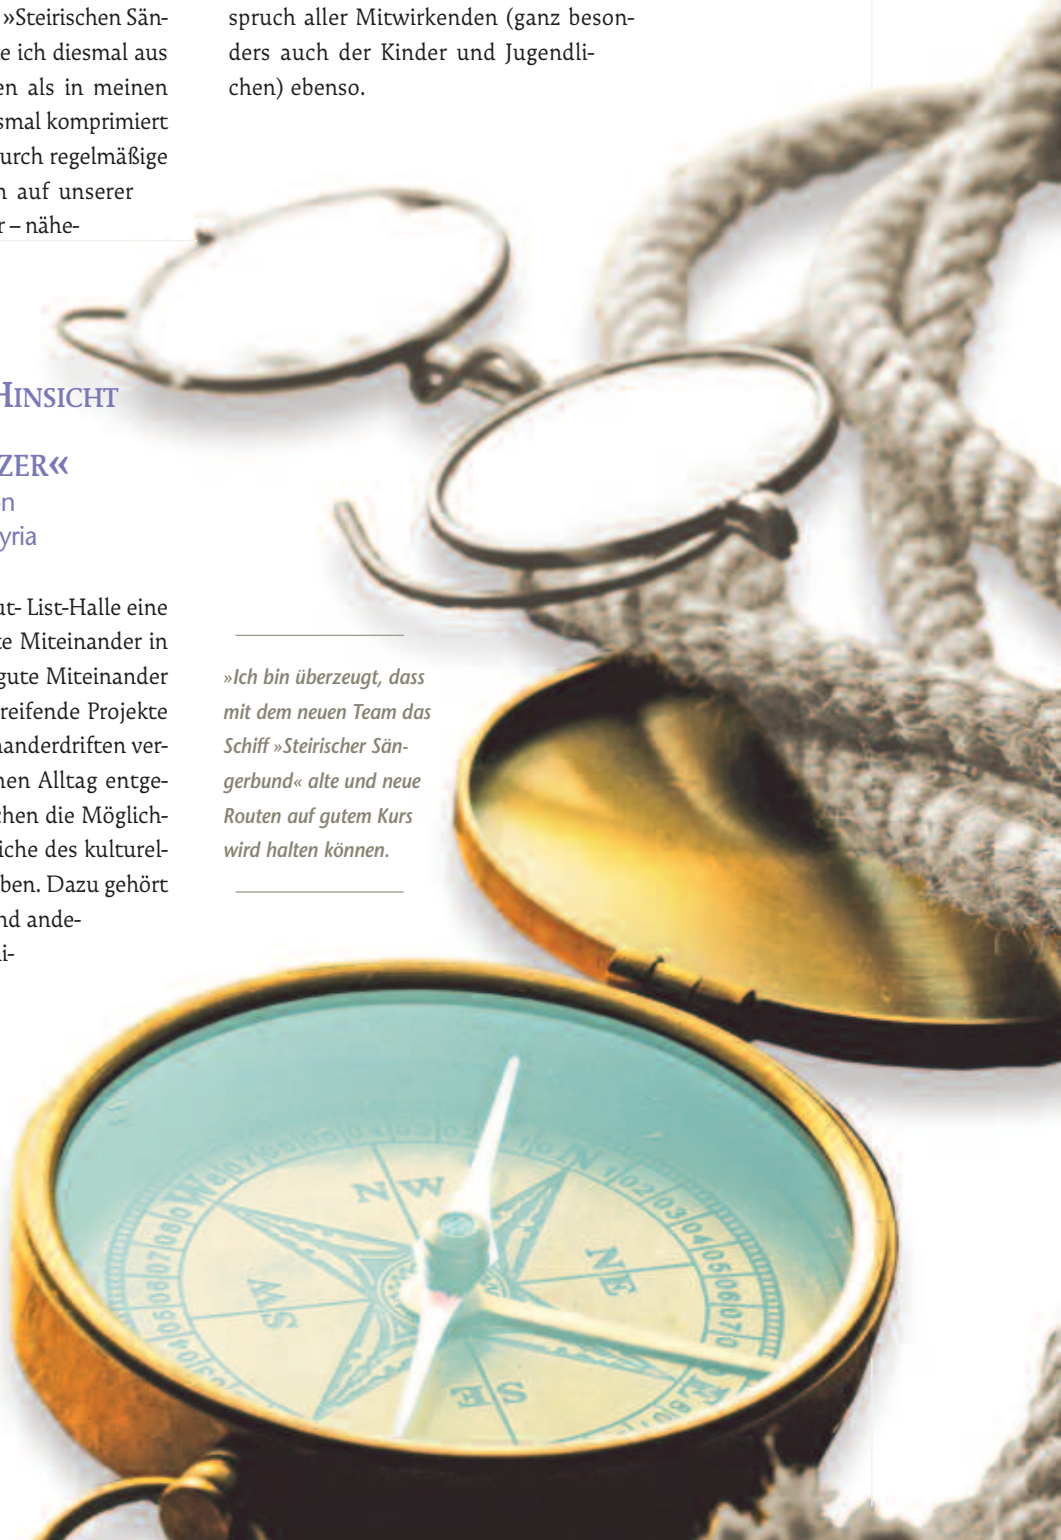 »Steirischen Sän-
e ich diesmal aus
en als in meinen
smal komprimiert
urch regelmäßige
n auf unserer
r – nähe-
HINSICHT
ZER«
on
yria
ut- List-Halle eine
te Miteinander in
gute Miteinander
reifende Projekte
nanderdriften ver-
nen Alltag entge-
chen die Möglich-
iche des kulturel-
ben. Dazu gehört
nd ande-
i-
spruch aller Mitwirkenden (ganz beson-
ders auch der Kinder und Jugendli-
chen) ebenso.
»Ich bin überzeugt, dass
mit dem neuen Team das
Schiff »Steirischer Sän-
gerbund« alte und neue
Routen auf gutem Kurs
wird halten können.
N
NW
W
NE
SW
SE
E